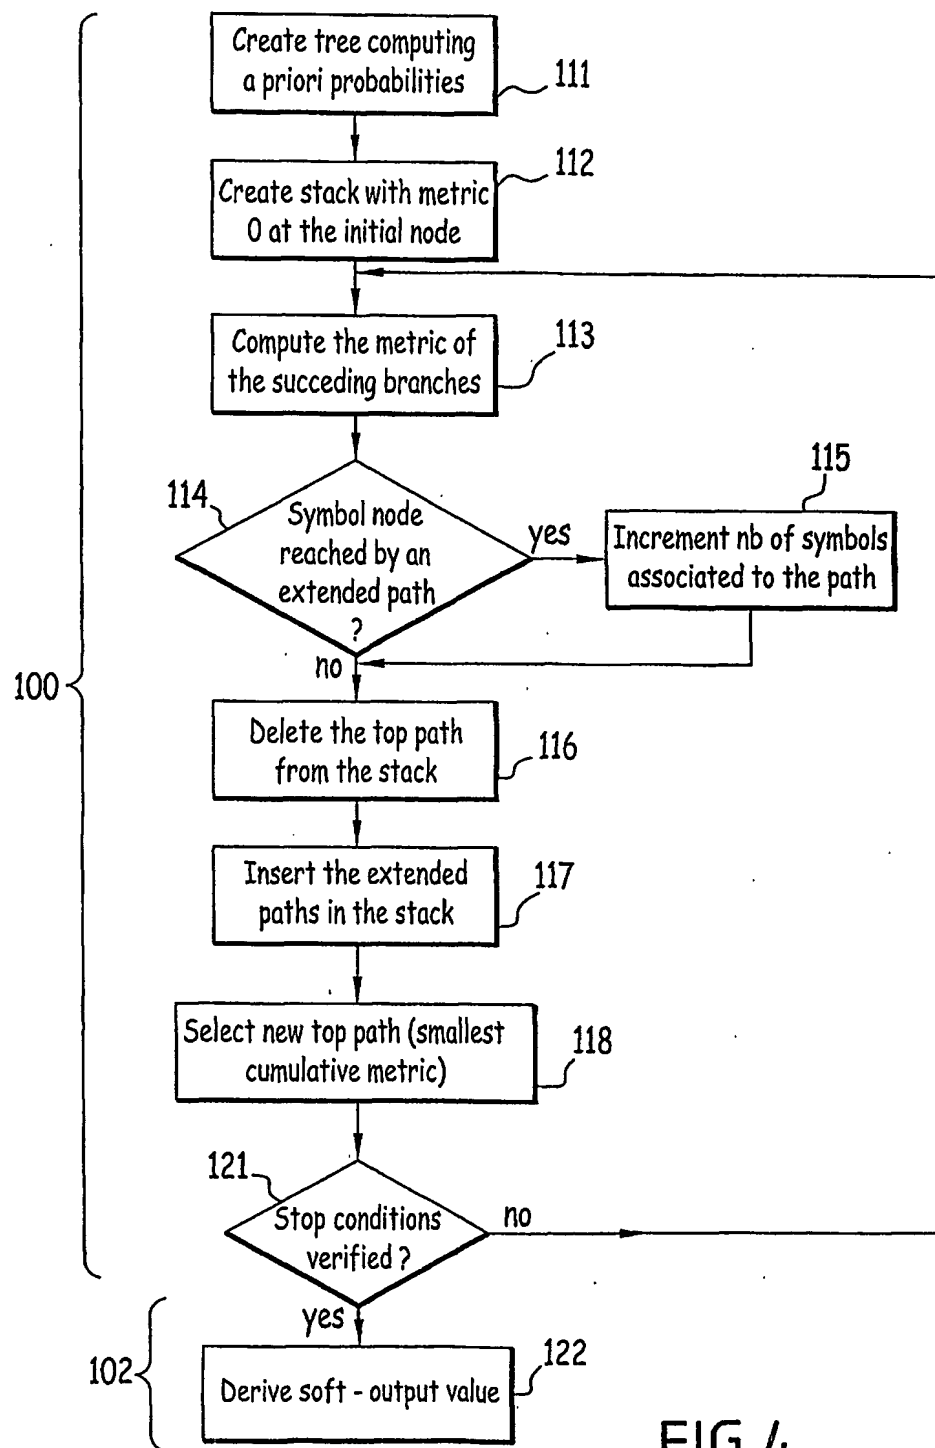 Create tree computing
a priori probabilities
111
Create stack with metric
0 at the initial node
112
Compute the metric of
the succeding branches
113
114
Symbol node
reached by an
extended path
?
yes
115
Increment nb of symbols
associated to the path
no
100
Delete the top path
from the stack
116
Insert the extended
paths in the stack
117
Select new top path (smallest
cumulative metric)
118
121
Stop conditions
verified ?
no
yes
102
Derive soft - output value
122
FIG. 4